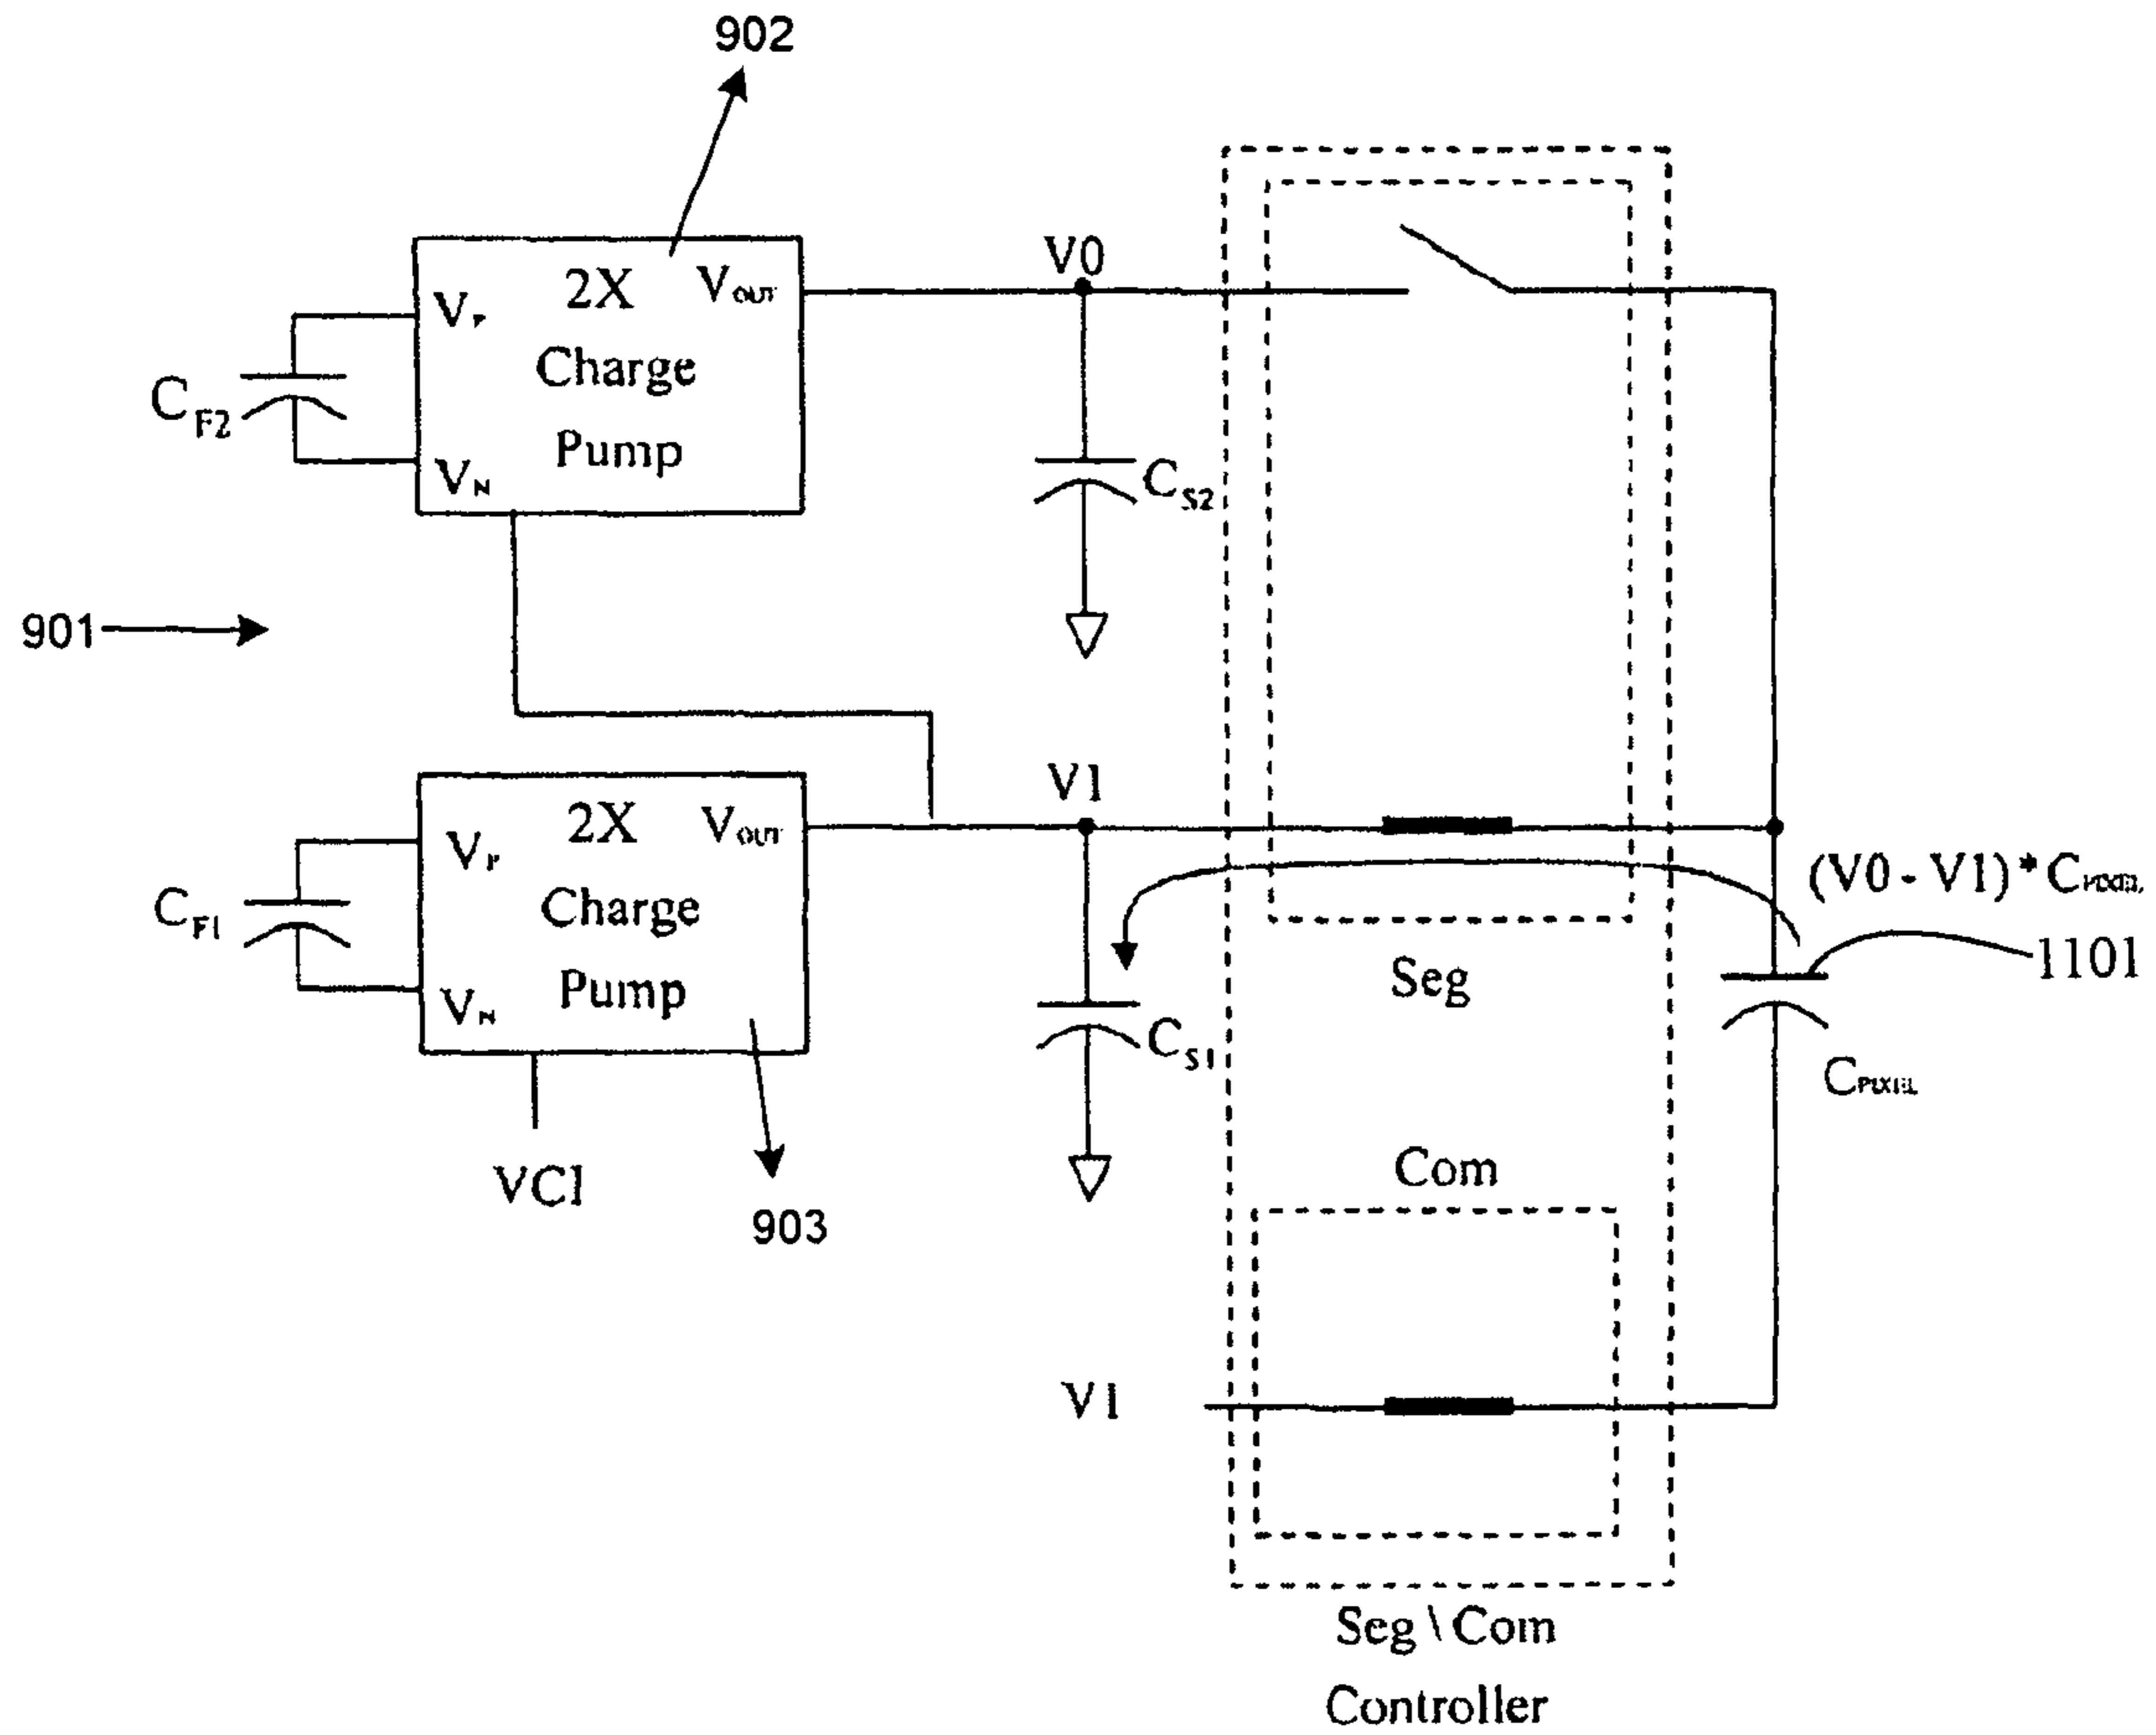 902
2X
VOUT
VP
Charge
Pump
VN
CF2
V0
CS2
901
2X
VOUT
VP
Charge
Pump
VN
CF1
V1
CS1
VCI
903
Seg
(V0 - V1) * CPIXEL
1101
CPIXEL
Com
V1
Seg \ Com
Controller